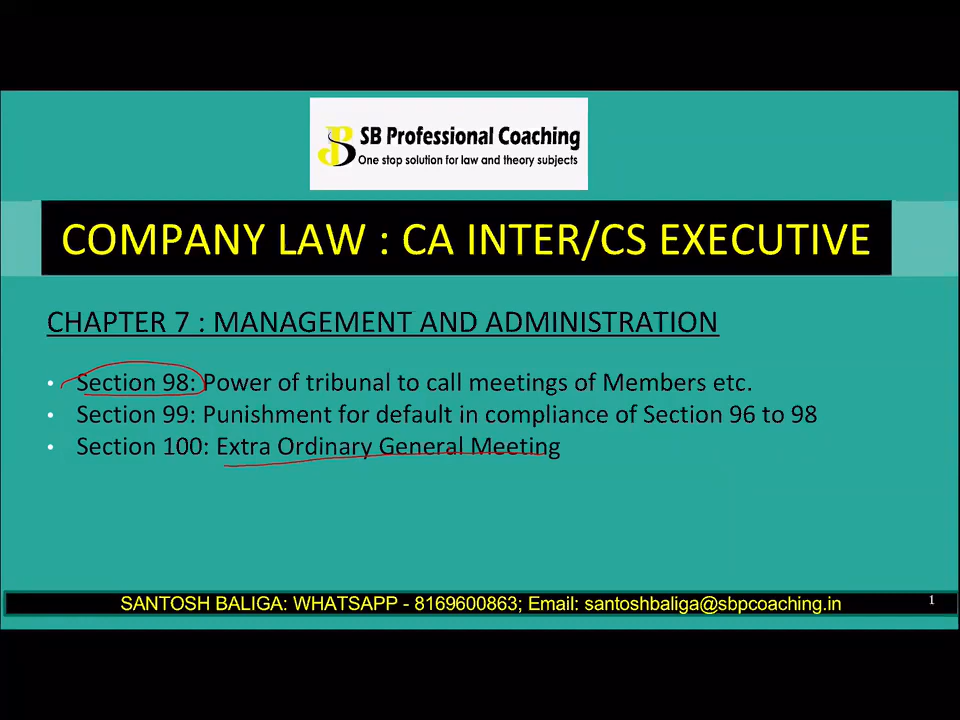 SB Professional Coaching
One stop solution for law and theory subjects
COMPANY LAW : CA INTER/CS EXECUTIVE
CHAPTER 7 : MANAGEMENT AND ADMINISTRATION
• Section 98: Power of tribunal to call meetings of Members etc.
• Section 99: Punishment for default in compliance of Section 96 to 98
• Section 100: Extra Ordinary General Meeting
SANTOSH BALIGA: WHATSAPP - 8169600863; Email: santoshbaliga@sbpcoaching.in
1